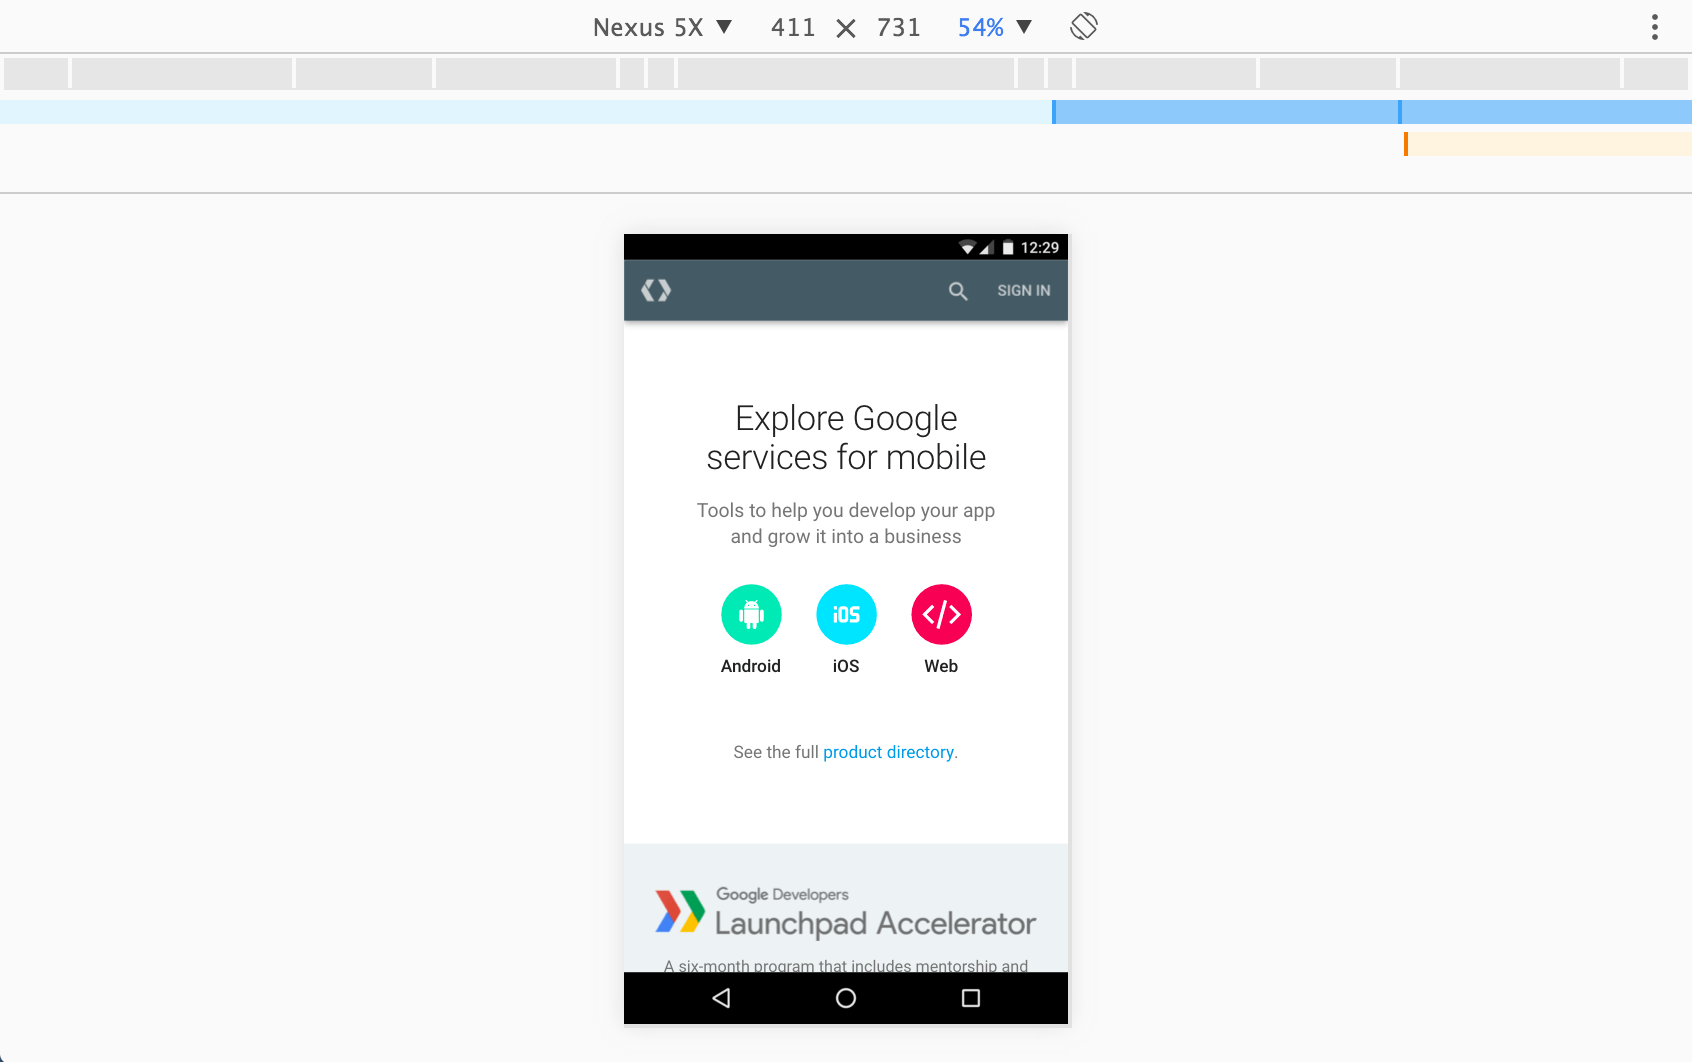 Nexus 5X ▼ 411 × 731 54% ▼
12:29
SIGN IN
Explore Google
services for mobile
Tools to help you develop your app
and grow it into a business
iOS
Android iOS Web
See the full product directory.
Google Developers
Launchpad Accelerator
A six-month program that includes mentorship and